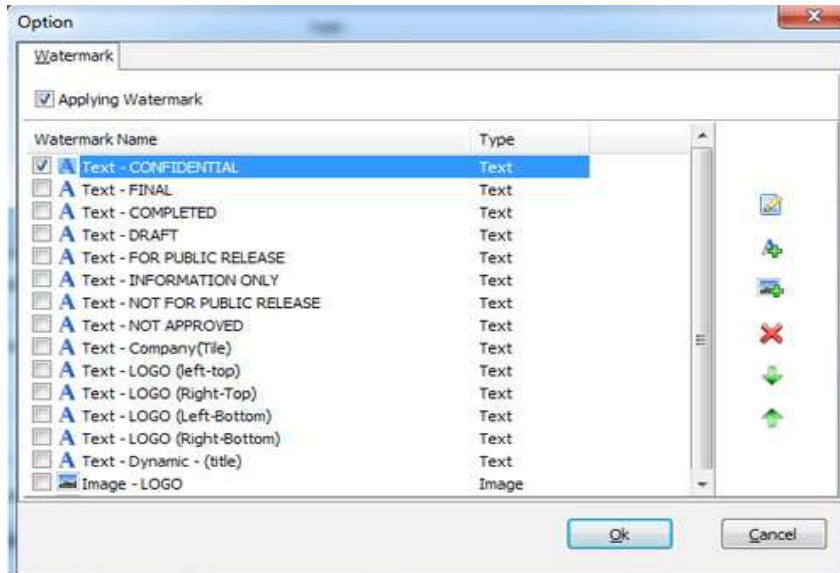 Option
Watermark
Applying Watermark
Watermark Name Type
Text - CONFIDENTIAL Text
Text - FINAL Text
Text - COMPLETED Text
Text - DRAFT Text
Text - FOR PUBLIC RELEASE Text
Text - INFORMATION ONLY Text
Text - NOT FOR PUBLIC RELEASE Text
Text - NOT APPROVED Text
Text - Company(Tile) Text
Text - LOGO (left-top) Text
Text - LOGO (Right-Top) Text
Text - LOGO (Left-Bottom) Text
Text - LOGO (Right-Bottom) Text
Text - Dynamic - (title) Text
Image - LOGO Image
Ok Cancel